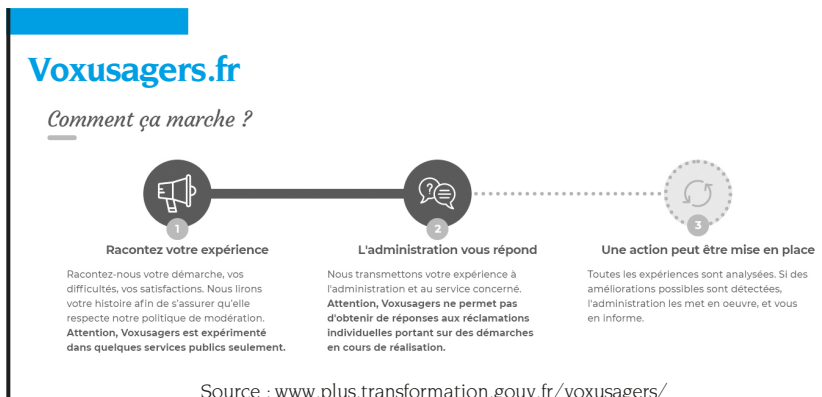 Voxusagers.fr
Comment ça marche ?
1
Racontez votre expérience
Racontez-nous votre démarche, vos
difficultés, vos satisfactions. Nous lirons
votre histoire afin de s'assurer qu'elle
respecte notre politique de modération.
Attention, Voxusagers est expérimenté
dans quelques services publics seulement.
?
2
L'administration vous répond
Nous transmettons votre expérience à
l'administration et au service concerné.
Attention, Voxusagers ne permet pas
d'obtenir de réponses aux réclamations
individuelles portant sur des démarches
en cours de réalisation.
3
Une action peut être mise en place
Toutes les expériences sont analysées. Si des
améliorations possibles sont détectées,
l'administration les met en oeuvre, et vous
en informe.
Source : www.plus.transformation.gouv.fr/voxusagers/